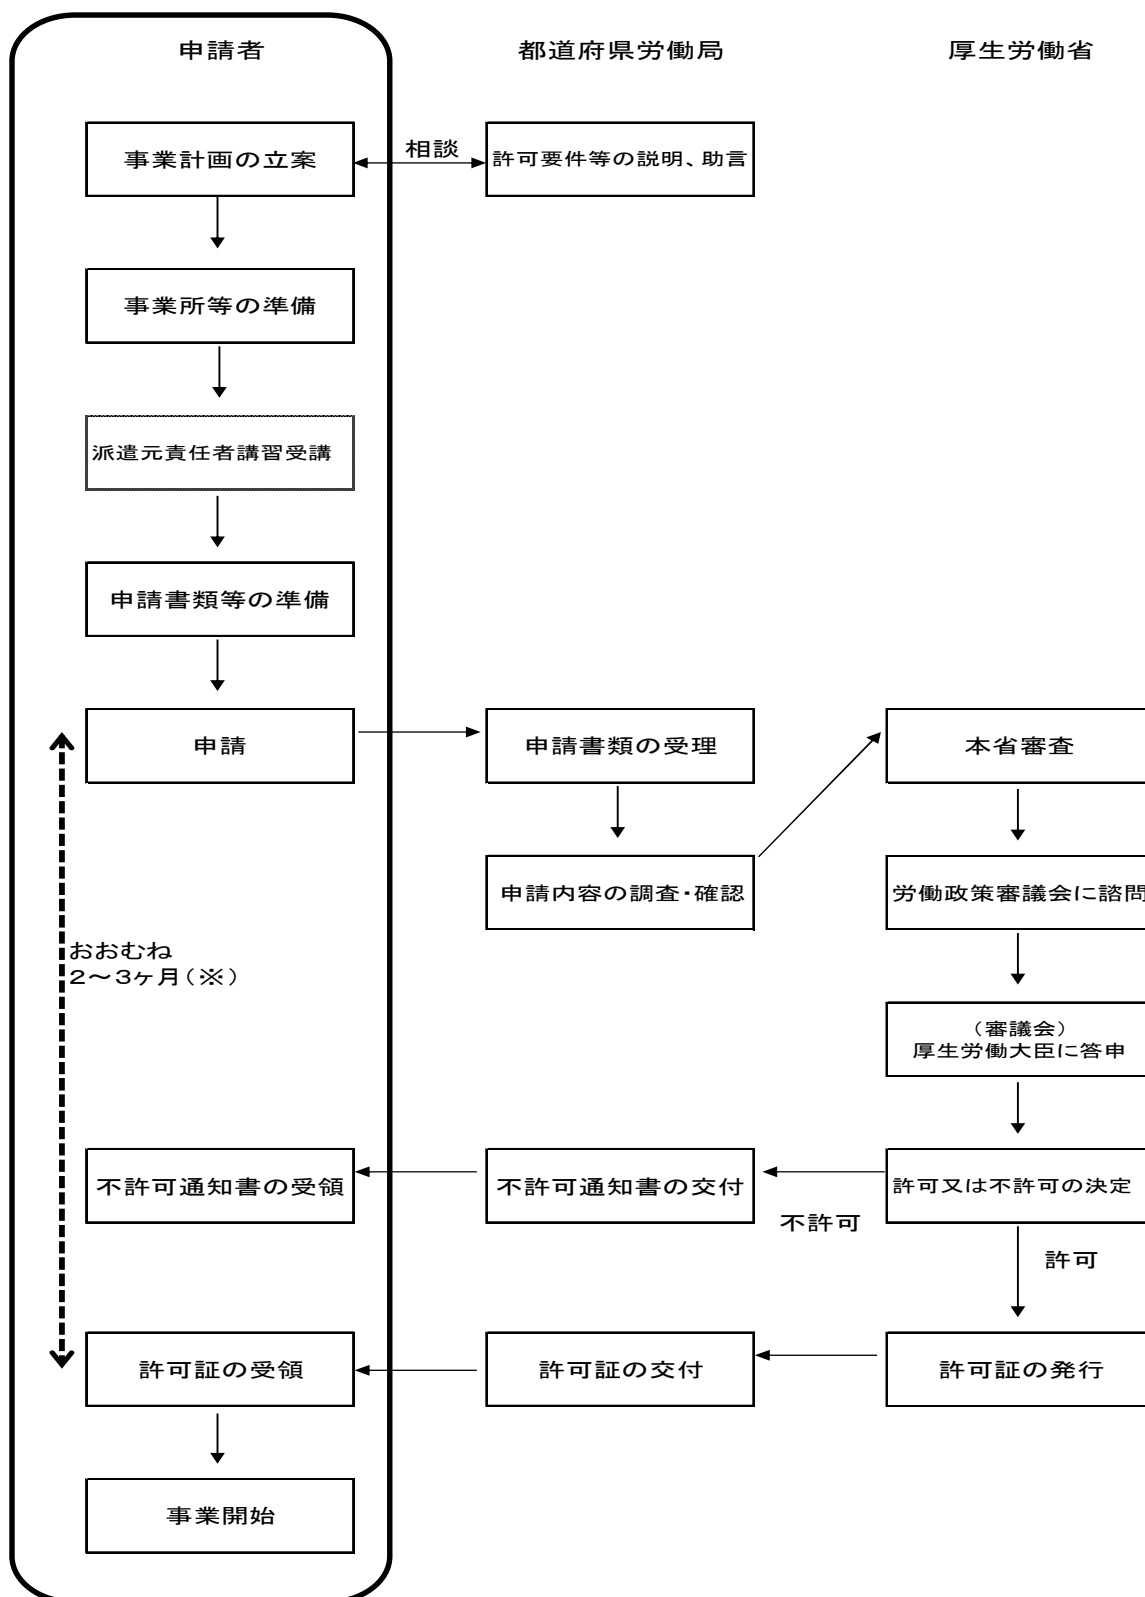 申請者
都道府県労働局
厚生労働省
事業計画の立案
相談
許可要件等の説明、助言
事業所等の準備
派遣元責任者講習受講
申請書類等の準備
申請
申請書類の受理
本省審査
申請内容の調査・確認
労働政策審議会に諮問
おおむね
2～3ヶ月（※）
（審議会）
厚生労働大臣に答申
不許可通知書の受領
不許可通知書の交付
許可又は不許可の決定
不許可
許可
許可証の受領
許可証の交付
許可証の発行
事業開始